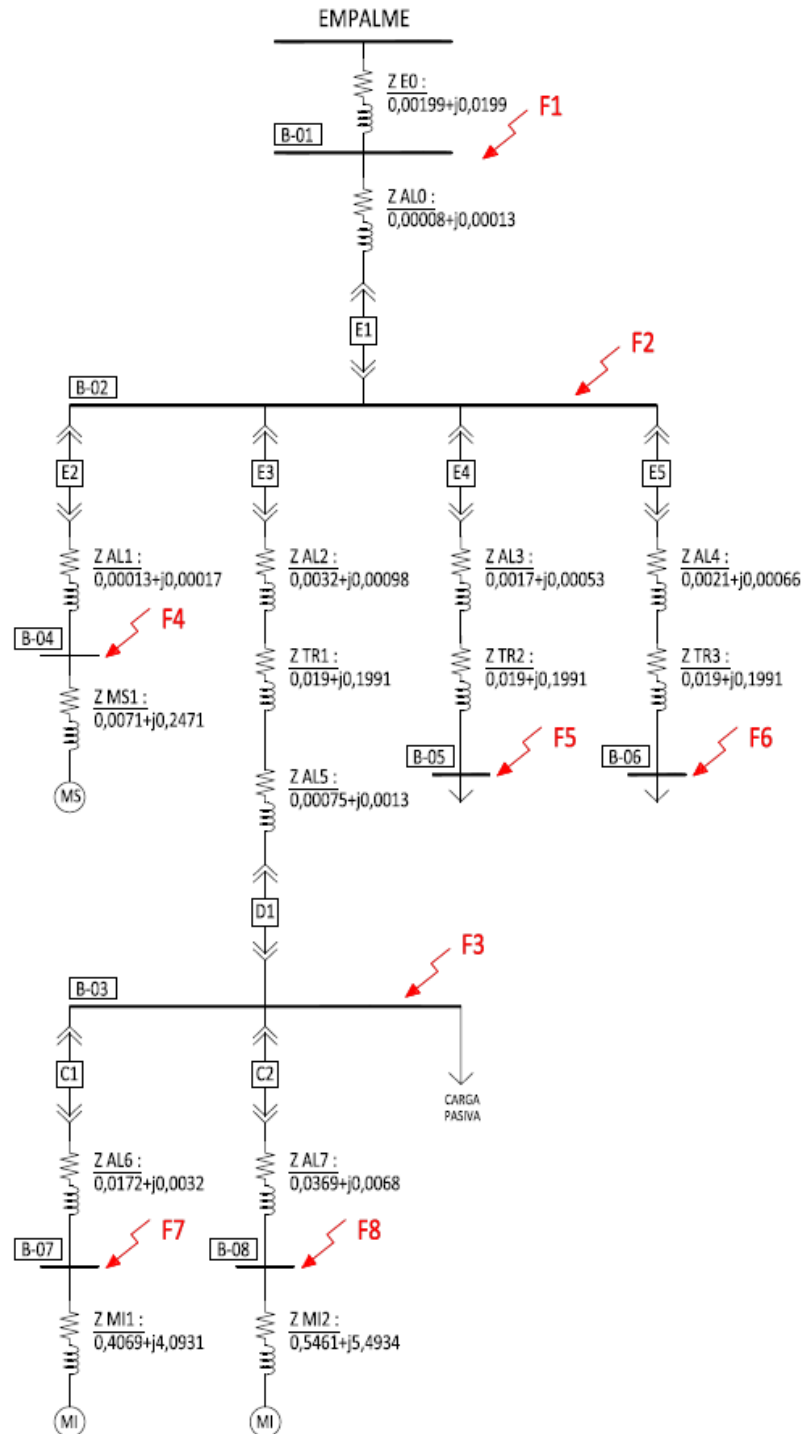 EMPALME
Z E0 :
0,00199+j0,0199
F1
B-01
Z AL0 :
0,00008+j0,00013
E1
F2
B-02
E2
E3
E4
E5
Z AL1 :
0,00013+j0,00017
Z AL2 :
0,0032+j0,00098
Z AL3 :
0,0017+j0,00053
Z AL4 :
0,0021+j0,00066
F4
B-04
Z MS1 :
0,0071+j0,2471
Z TR1 :
0,019+j0,1991
Z TR2 :
0,019+j0,1991
Z TR3 :
0,019+j0,1991
F5
F6
B-05
B-06
MS
Z AL5 :
0,00075+j0,0013
D1
F3
B-03
C1
C2
CARGA
PASIVA
Z AL6 :
0,0172+j0,0032
Z AL7 :
0,0369+j0,0068
F7
F8
B-07
B-08
Z MI1 :
0,4069+j4,0931
Z MI2 :
0,5461+j5,4934
MI
MI